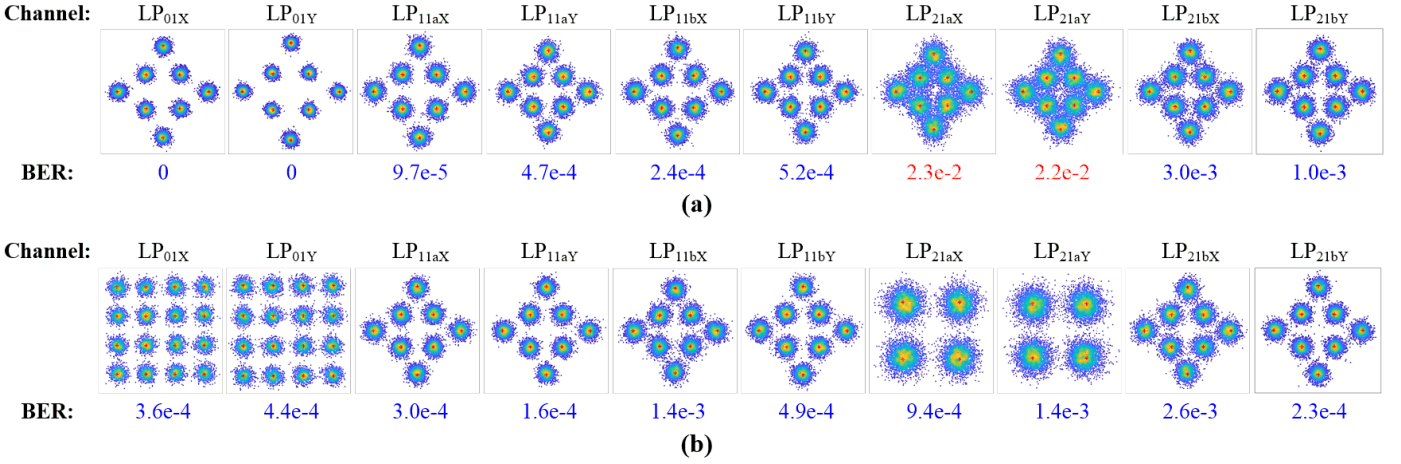 Channel: LP01X LP01Y LP11aX LP11aY LP11bX LP11bY LP21aX LP21aY LP21bX LP21bY
BER: 0 0 9.7e-5 4.7e-4 2.4e-4 5.2e-4 2.3e-2 2.2e-2 3.0e-3 1.0e-3
(a)
Channel: LP01X LP01Y LP11aX LP11aY LP11bX LP11bY LP21aX LP21aY LP21bX LP21bY
BER: 3.6e-4 4.4e-4 3.0e-4 1.6e-4 1.4e-3 4.9e-4 9.4e-4 1.4e-3 2.6e-3 2.3e-4
(b)